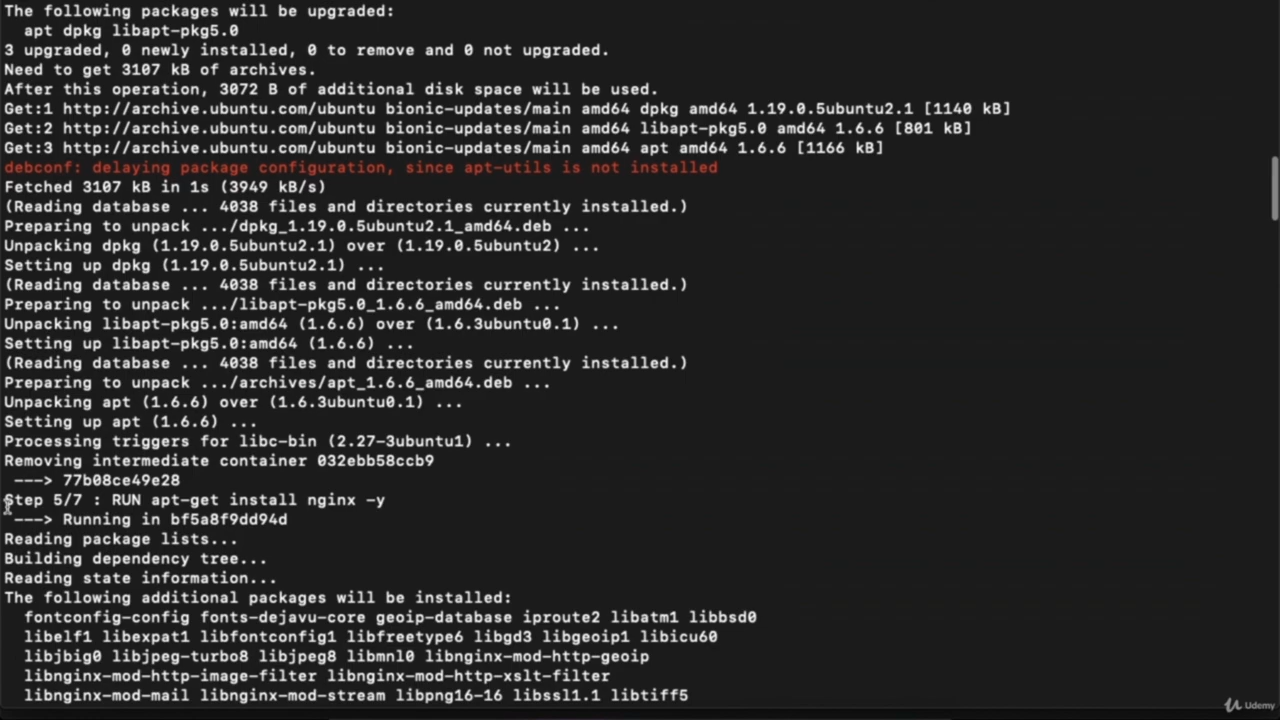 The following packages will be upgraded:
apt dpkg libapt-pkg5.0
3 upgraded, 0 newly installed, 0 to remove and 0 not upgraded.
Need to get 3107 kB of archives.
After this operation, 3072 B of additional disk space will be used.
Get:1 http://archive.ubuntu.com/ubuntu bionic-updates/main amd64 dpkg amd64 1.19.0.5ubuntu2.1 [1140 kB]
Get:2 http://archive.ubuntu.com/ubuntu bionic-updates/main amd64 libapt-pkg5.0 amd64 1.6.6 [801 kB]
Get:3 http://archive.ubuntu.com/ubuntu bionic-updates/main amd64 apt amd64 1.6.6 [1166 kB]
debconf: delaying package configuration, since apt-utils is not installed
Fetched 3107 kB in 1s (3949 kB/s)
(Reading database ... 4038 files and directories currently installed.)
Preparing to unpack .../dpkg_1.19.0.5ubuntu2.1_amd64.deb ...
Unpacking dpkg (1.19.0.5ubuntu2.1) over (1.19.0.5ubuntu2) ...
Setting up dpkg (1.19.0.5ubuntu2.1) ...
(Reading database ... 4038 files and directories currently installed.)
Preparing to unpack .../libapt-pkg5.0_1.6.6_amd64.deb ...
Unpacking libapt-pkg5.0:amd64 (1.6.6) over (1.6.3ubuntu0.1) ...
Setting up libapt-pkg5.0:amd64 (1.6.6) ...
(Reading database ... 4038 files and directories currently installed.)
Preparing to unpack .../archives/apt_1.6.6_amd64.deb ...
Unpacking apt (1.6.6) over (1.6.3ubuntu0.1) ...
Setting up apt (1.6.6) ...
Processing triggers for libc-bin (2.27-3ubuntu1) ...
Removing intermediate container 032ebb58ccb9
---> 77b08ce49e28
Step 5/7 : RUN apt-get install nginx -y
---> Running in bf5a8f9dd94d
Reading package lists...
Building dependency tree...
Reading state information...
The following additional packages will be installed:
fontconfig-config fonts-dejavu-core geoip-database iproute2 libatm1 libbsd0
libelf1 libexpat1 libfontconfig1 libfreetype6 libgd3 libgeoip1 libicu60
libjbig0 libjpeg-turbo8 libjpeg8 libmnl0 libnginx-mod-http-geoip
libnginx-mod-http-image-filter libnginx-mod-http-xslt-filter
libnginx-mod-mail libnginx-mod-stream libpng16-16 libssl1.1 libtiff5
Udemy